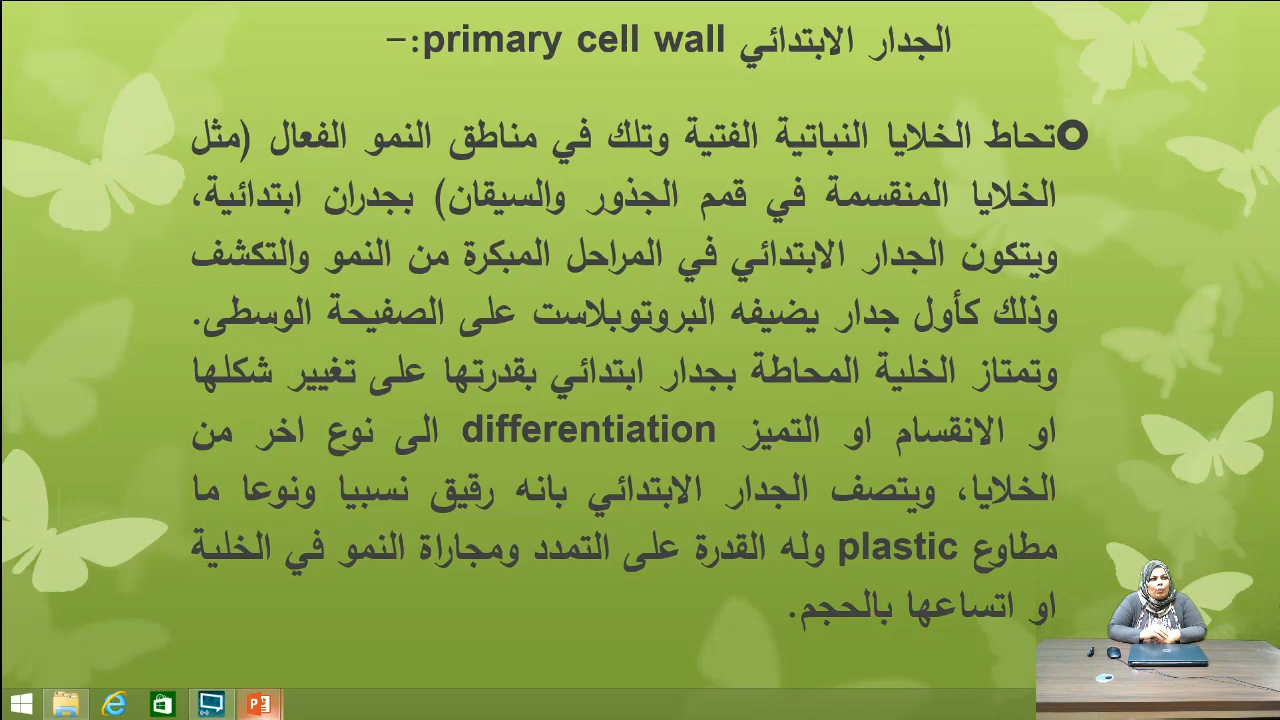 الجدار الابتدائي primary cell wall:-
تحاط الخلايا النباتية الفتية وتلك في مناطق النمو الفعال (مثل
الخلايا المنقسمة في قمم الجذور والسيقان) بجدران ابتدائية،
ويتكون الجدار الابتدائي في المراحل المبكرة من النمو والتكشف
وذلك كأول جدار يضيفه البروتوبلاست على الصفيحة الوسطى.
وتمتاز الخلية المحاطة بجدار ابتدائي بقدرتها على تغيير شكلها
او الانقسام او التميز differentiation الى نوع اخر من
الخلايا، ويتصف الجدار الابتدائي بانه رقيق نسبيا ونوعا ما
مطاوع plastic وله القدرة على التمدد ومجاراة النمو في الخلية
او اتساعها بالحجم.